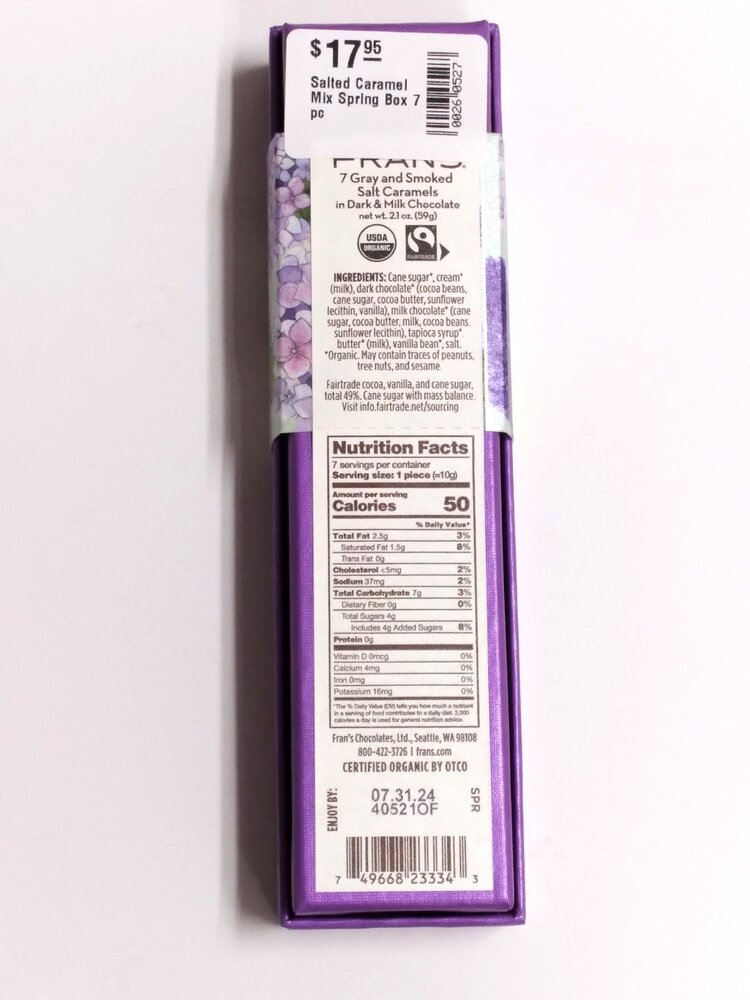 $17.95
Salted Caramel
Mix Spring Box 7
pc
0026 0527
FRAN'S.
7 Gray and Smoked
Salt Caramels
in Dark & Milk Chocolate
net wt. 2.1 oz. (59g)
USDA
ORGANIC
FAIRTRADE
INGREDIENTS: Cane sugar*, cream*
(milk), dark chocolate* (cocoa beans,
cane sugar, cocoa butter, sunflower
lecithin, vanilla), milk chocolate* (cane
sugar, cocoa butter, milk, cocoa beans.
sunflower lecithin), tapioca syrup*
butter* (milk), vanilla bean*, salt.
*Organic. May contain traces of peanuts,
tree nuts, and sesame.
Fairtrade cocoa, vanilla, and cane sugar,
total 49%. Cane sugar with mass balance.
Visit info.fairtrade.net/sourcing
Nutrition Facts
7 servings per container
Serving size: 1 piece (≈10g)
Amount per serving
Calories 50
% Daily Value*
Total Fat 2.5g 3%
Saturated Fat 1.5g 8%
Trans Fat 0g
Cholesterol <5mg 2%
Sodium 37mg 2%
Total Carbohydrate 7g 3%
Dietary Fiber 0g 0%
Total Sugars 4g
Includes 4g Added Sugars 8%
Protein 0g
Vitamin D 0mcg 0%
Calcium 4mg 0%
Iron 0mg 0%
Potassium 16mg 0%
*The % Daily Value (DV) tells you how much a nutrient
in a serving of food contributes to a daily diet. 2,000
calories a day is used for general nutrition advice.
Fran's Chocolates, Ltd., Seattle, WA 98108
800-422-3726 | frans.com
CERTIFIED ORGANIC BY OTCO
ENJOY BY:
07.31.24
40521OF
SPR
7 49668 23334 3